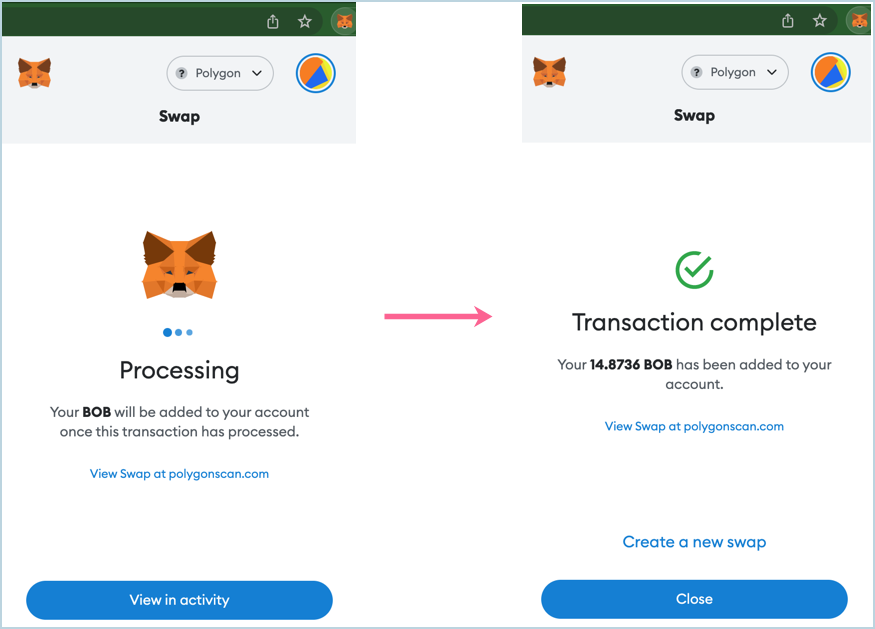 ? Polygon
Swap
Processing
Your BOB will be added to your account
once this transaction has processed.
View Swap at polygonscan.com
View in activity
? Polygon
Swap
Transaction complete
Your 14.8736 BOB has been added to your
account.
View Swap at polygonscan.com
Create a new swap
Close